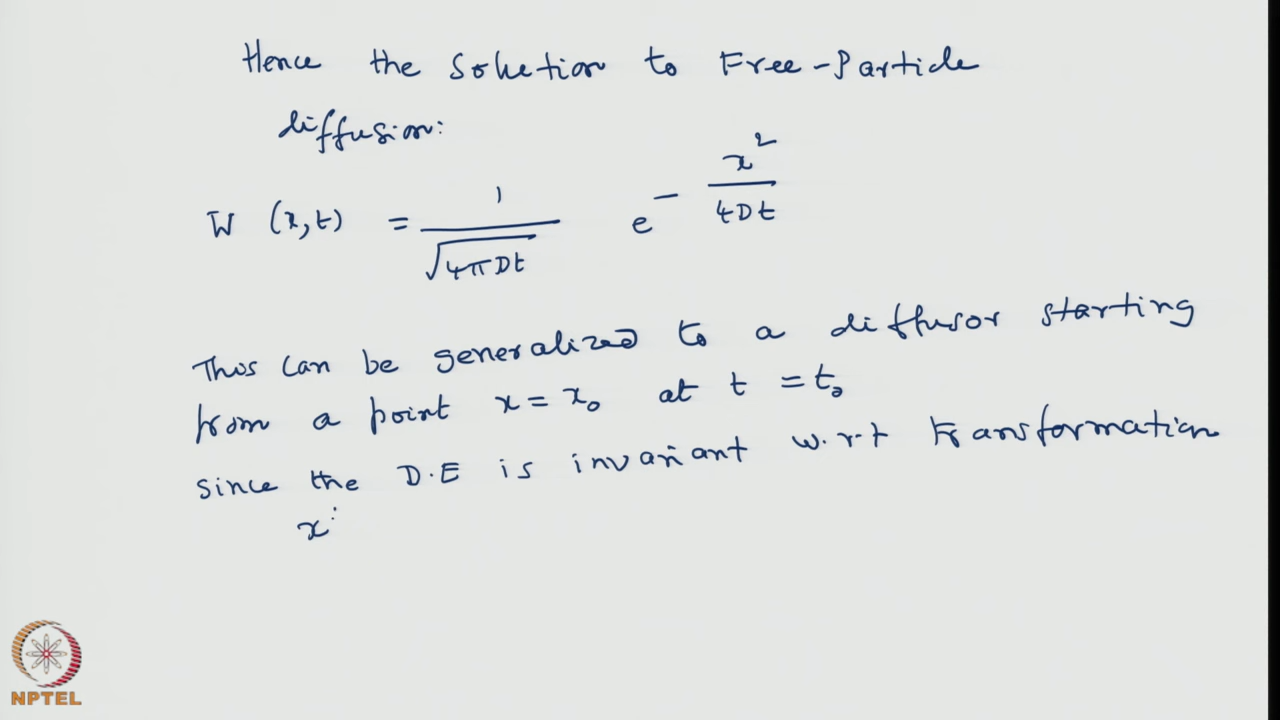 Hence the Solution to Free-Particle
diffusion:
W (x,t) = 1/√4πDt e^-x²/4Dt
This can be generalized to a diffusor starting
from a point x = x₀ at t = t₀
since the D.E is invariant w.r.t transformation
x'
NPTEL